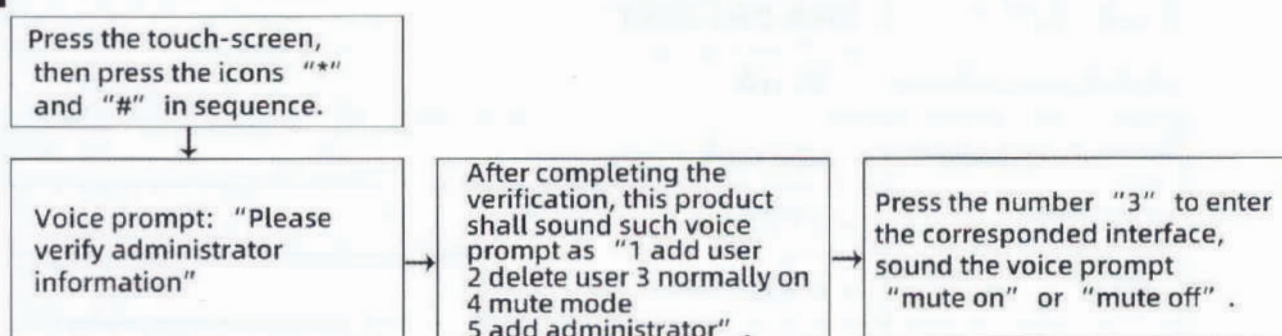 Press the touch-screen,
then press the icons "*"
and "#" in sequence.
Voice prompt: "Please
verify administrator
information"
After completing the
verification, this product
shall sound such voice
prompt as "1 add user
2 delete user 3 normally on
4 mute mode
5 add administrator" .
Press the number "3" to enter
the corresponded interface,
sound the voice prompt
"mute on" or "mute off" .